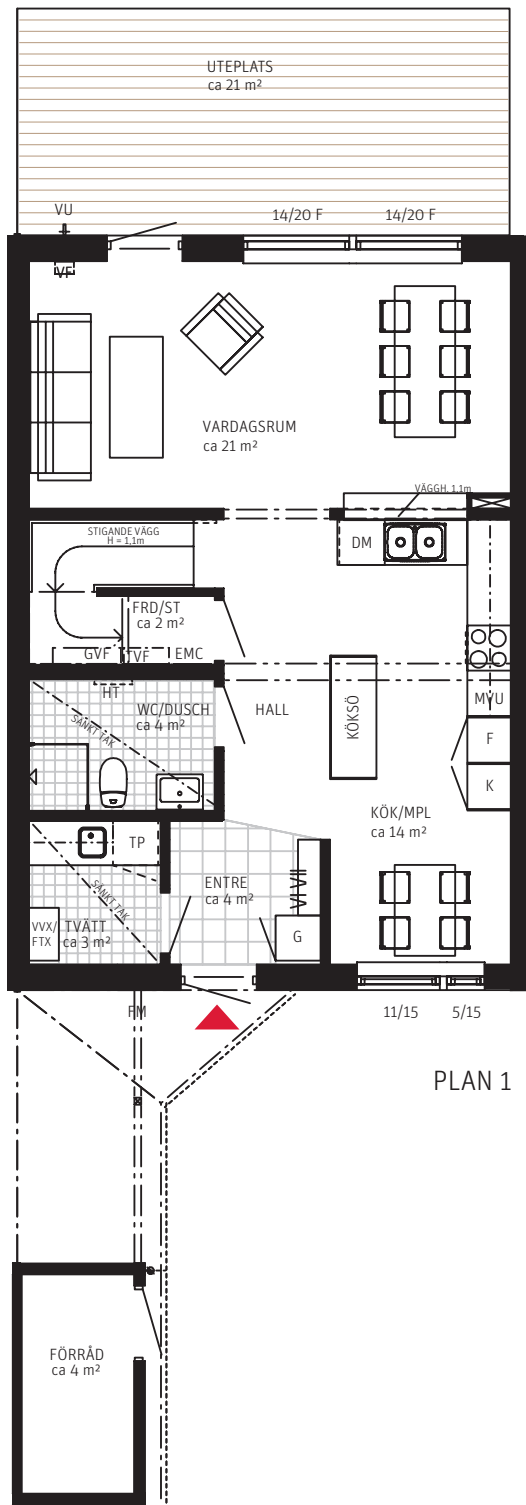 UTEPLATS
ca 21 m²
VU
14/20 F
14/20 F
VF
VARDAGSRUM
ca 21 m²
VÄGGH. 1,1m
STIGANDE VÄGG
H = 1,1m
DM
FRD/ST
ca 2 m²
GVF
TVF
EMC
HT
WC/DUSCH
ca 4 m²
SÄNKT TAK
HALL
KÖKSÖ
MVU
F
K
KÖK/MPL
ca 14 m²
TP
SÄNKT TAK
ENTRE
ca 4 m²
VVX/
FTX
TVÄTT
ca 3 m²
G
FM
11/15
5/15
PLAN 1
FÖRRÅD
ca 4 m²